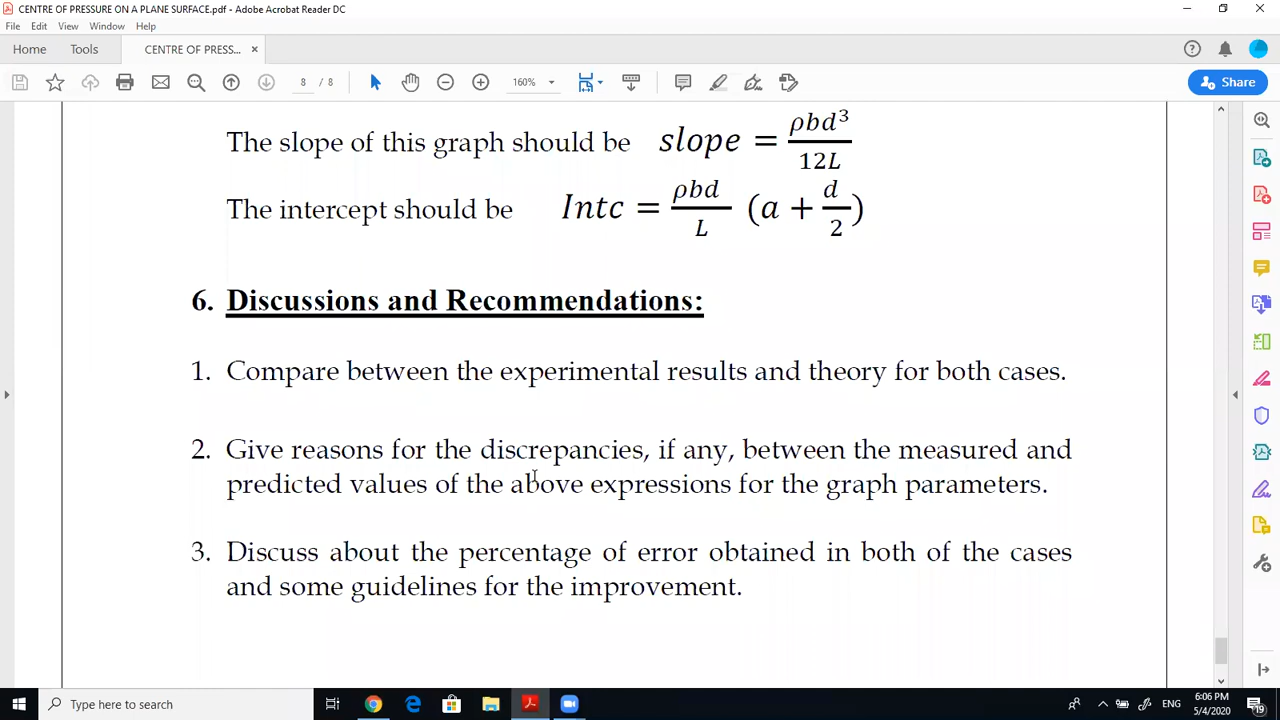 CENTRE OF PRESSURE ON A PLANE SURFACE.pdf - Adobe Acrobat Reader DC
File Edit View Window Help
Home Tools CENTRE OF PRESS... ×
8 / 8 160% Share
The slope of this graph should be slope = ρbd³/12L
The intercept should be Intc = ρbd/L (a + d/2)
6. Discussions and Recommendations:
1. Compare between the experimental results and theory for both cases.
2. Give reasons for the discrepancies, if any, between the measured and
predicted values of the above expressions for the graph parameters.
3. Discuss about the percentage of error obtained in both of the cases
and some guidelines for the improvement.
Type here to search
ENG
6:06 PM
5/4/2020
19